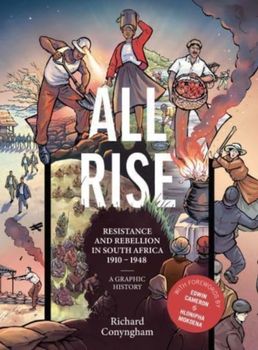 ALL
RISE
RESISTANCE
AND REBELLION
IN SOUTH AFRICA
1910 – 1948
A GRAPHIC
HISTORY
Richard
Conyngham
WITH FOREWORDS BY
EDWIN
CAMERON
&
HLONIPHA
MOKOENA